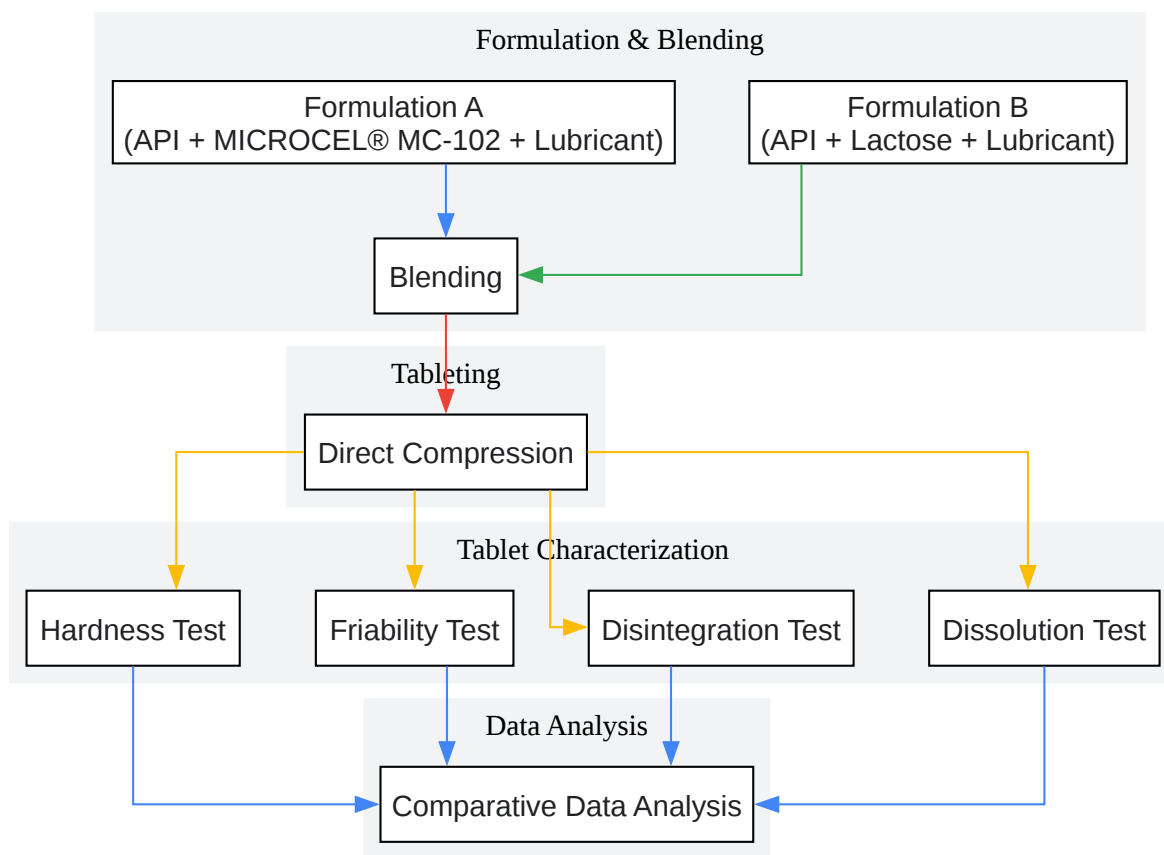 Formulation & Blending
Formulation A
(API + MICROCEL® MC-102 + Lubricant)
Formulation B
(API + Lactose + Lubricant)
Blending
Tableting
Direct Compression
Tablet Characterization
Hardness Test
Friability Test
Disintegration Test
Dissolution Test
Data Analysis
Comparative Data Analysis